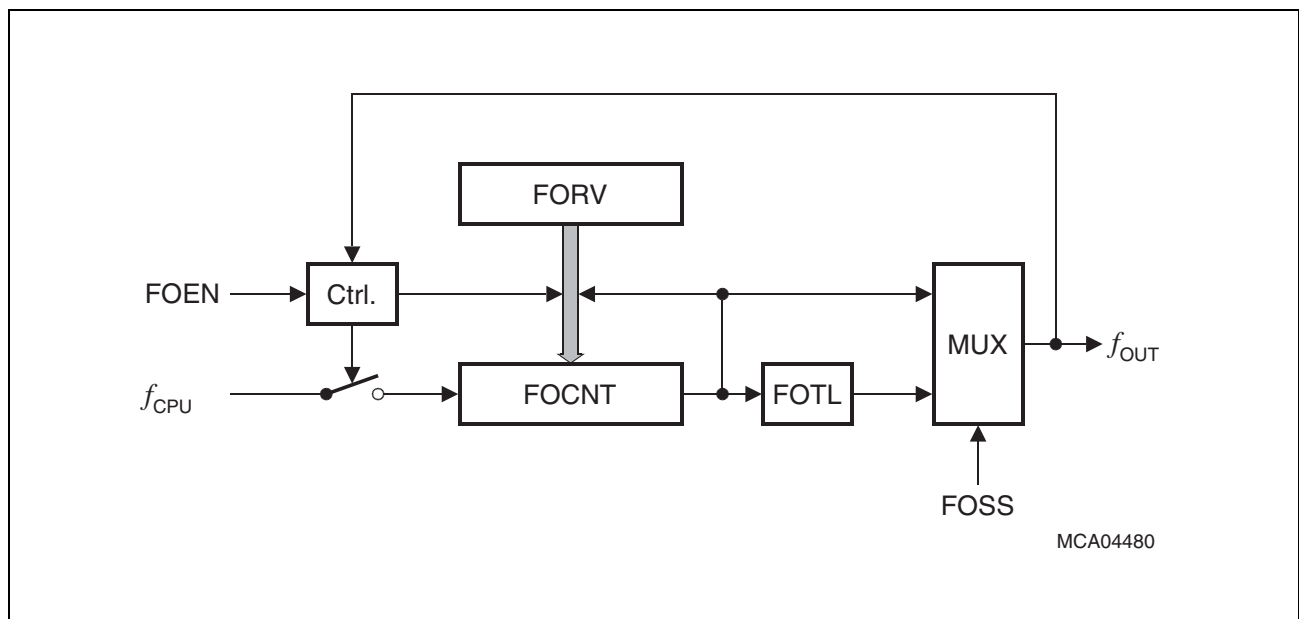 FORV
FOEN
Ctrl.
MUX
fOUT
fCPU
FOCNT
FOTL
FOSS
MCA04480